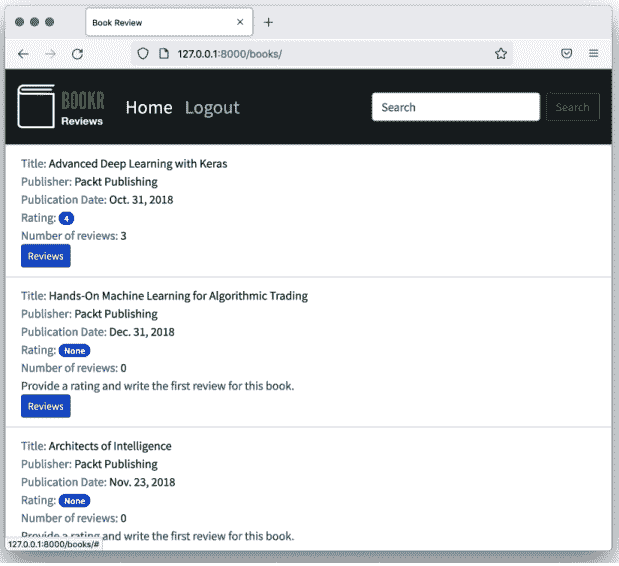 Book Review
127.0.0.1:8000/books/
BOOKR
Reviews
Home Logout
Search
Search
Title: Advanced Deep Learning with Keras
Publisher: Packt Publishing
Publication Date: Oct. 31, 2018
Rating: 4
Number of reviews: 3
Reviews
Title: Hands-On Machine Learning for Algorithmic Trading
Publisher: Packt Publishing
Publication Date: Dec. 31, 2018
Rating: None
Number of reviews: 0
Provide a rating and write the first review for this book.
Reviews
Title: Architects of Intelligence
Publisher: Packt Publishing
Publication Date: Nov. 23, 2018
Rating: None
Number of reviews: 0
Provide a rating and write the first review for this book.
127.0.0.1:8000/books/#